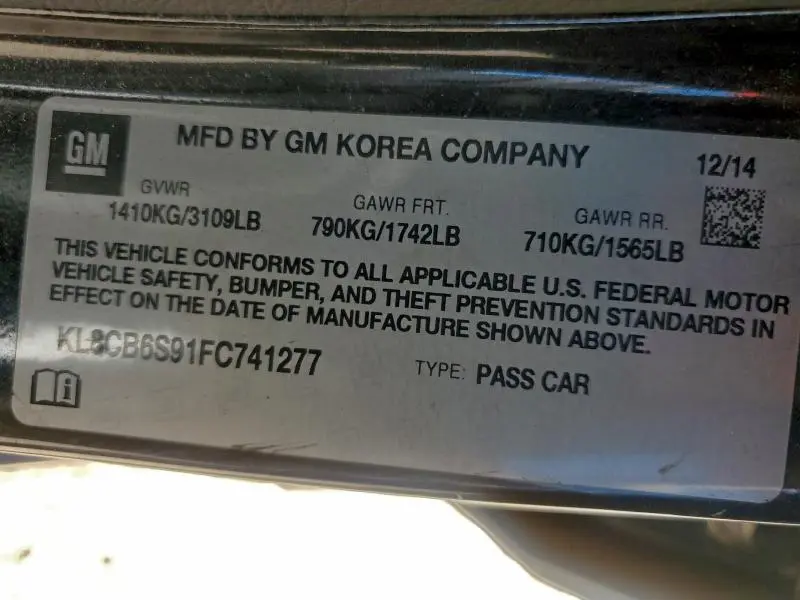 GM
MFD BY GM KOREA COMPANY
12/14
GVWR
1410KG/3109LB
GAWR FRT.
790KG/1742LB
GAWR RR.
710KG/1565LB
THIS VEHICLE CONFORMS TO ALL APPLICABLE U.S. FEDERAL MOTOR
VEHICLE SAFETY, BUMPER, AND THEFT PREVENTION STANDARDS IN
EFFECT ON THE DATE OF MANUFACTURE SHOWN ABOVE.
KL8CB6S91FC741277
TYPE: PASS CAR